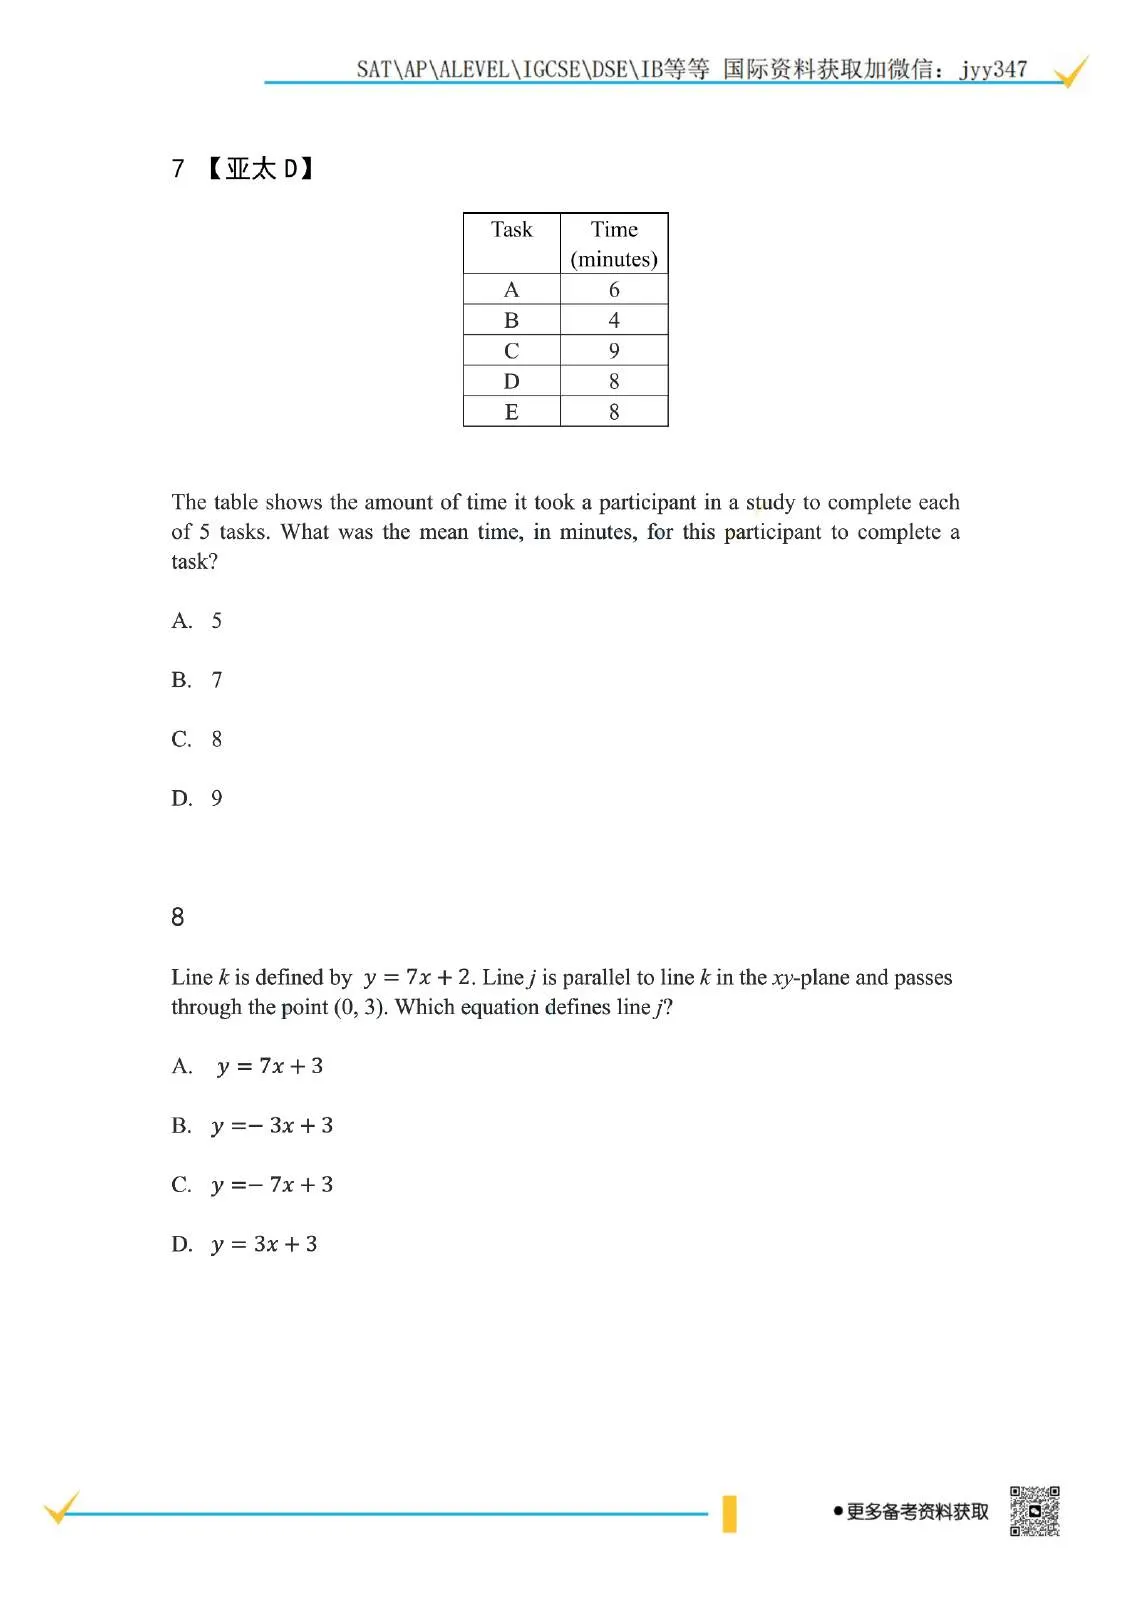 SAT\AP\ALEVEL\IGCSE\DSE\IB等等 国际资料获取加微信：jyy347
7 【亚太 D】
Task Time (minutes)
A 6
B 4
C 9
D 8
E 8
The table shows the amount of time it took a participant in a study to complete each
of 5 tasks. What was the mean time, in minutes, for this participant to complete a
task?
A. 5
B. 7
C. 8
D. 9
8
Line k is defined by y = 7x + 2. Line j is parallel to line k in the xy-plane and passes
through the point (0, 3). Which equation defines line j?
A. y = 7x + 3
B. y =− 3x + 3
C. y =− 7x + 3
D. y = 3x + 3
●更多备考资料获取